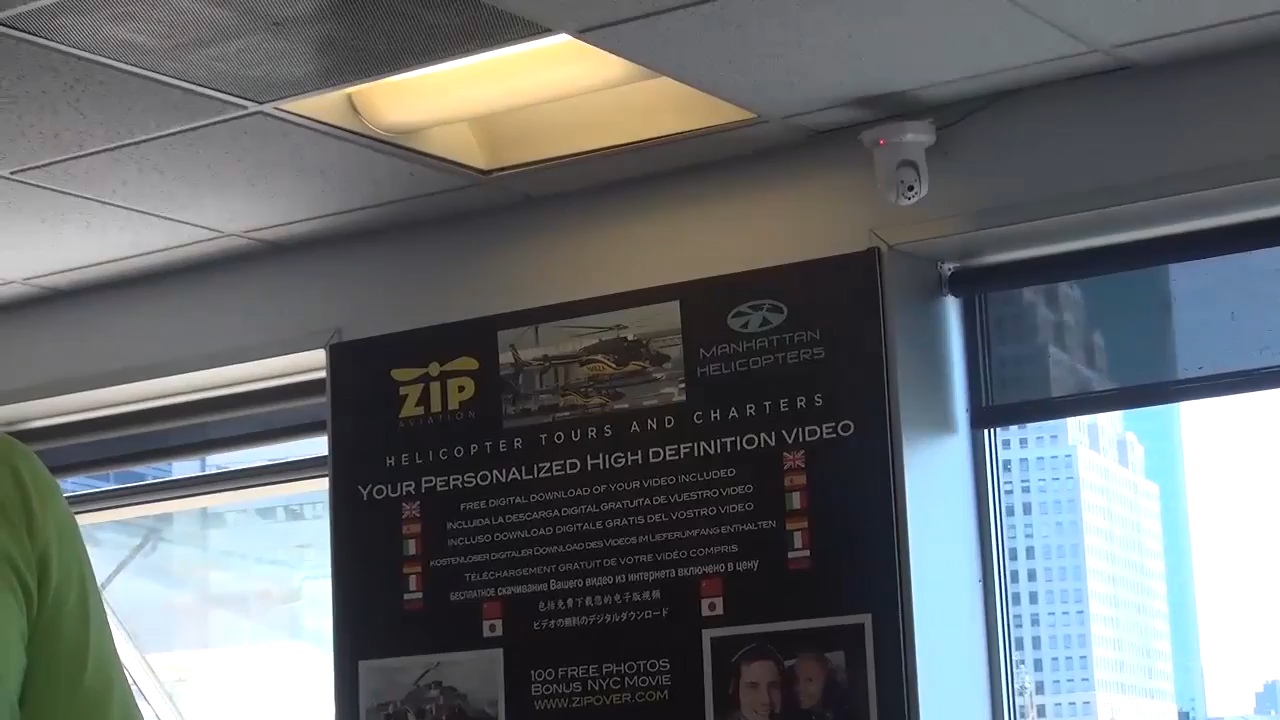 ZIP
AVIATION
MANHATTAN
HELICOPTERS
HELICOPTER TOURS AND CHARTERS
YOUR PERSONALIZED HIGH DEFINITION VIDEO
FREE DIGITAL DOWNLOAD OF YOUR VIDEO INCLUDED
INCLUIDA LA DESCARGA DIGITAL GRATUITA DE VUESTRO VIDEO
INCLUSO DOWNLOAD DIGITALE GRATIS DEL VOSTRO VIDEO
KOSTENLOSER DIGITALER DOWNLOAD DES VIDEOS IM LIEFERUMFANG ENTHALTEN
TÉLÉCHARGEMENT GRATUIT DE VOTRE VIDÉO COMPRIS
БЕСПЛАТНОЕ скачивание Вашего видео из интернета включено в цену
包括免费下载您的电子版视频
ビデオの無料のデジタルダウンロード
100 FREE PHOTOS
BONUS NYC MOVIE
WWW.ZIPOVER.COM